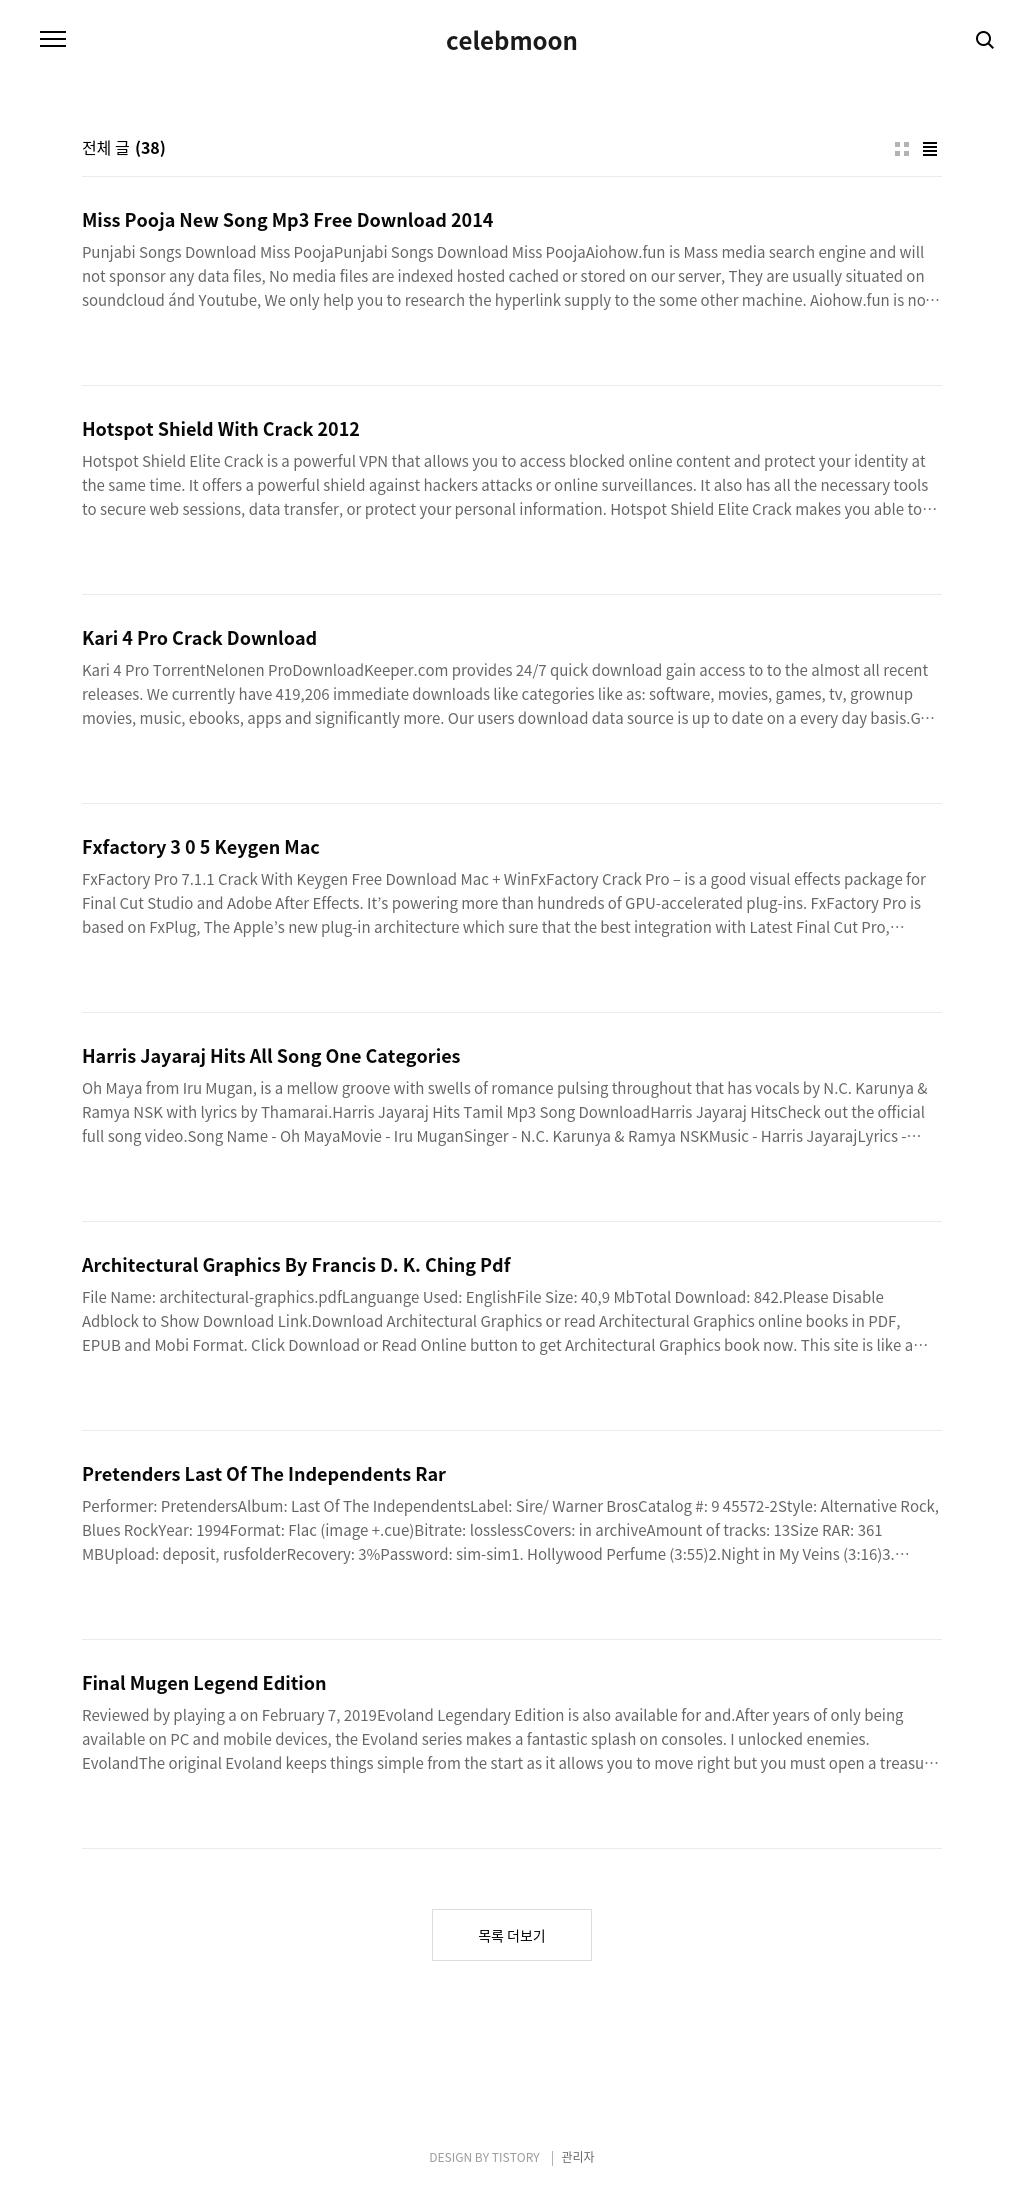 celebmoon
전체 글 (38)
Miss Pooja New Song Mp3 Free Download 2014
Punjabi Songs Download Miss PoojaPunjabi Songs Download Miss PoojaAiohow.fun is Mass media search engine and will
not sponsor any data files, No media files are indexed hosted cached or stored on our server, They are usually situated on
soundcloud ánd Youtube, We only help you to research the hyperlink supply to the some other machine. Aiohow.fun is no…
Hotspot Shield With Crack 2012
Hotspot Shield Elite Crack is a powerful VPN that allows you to access blocked online content and protect your identity at
the same time. It offers a powerful shield against hackers attacks or online surveillances. It also has all the necessary tools
to secure web sessions, data transfer, or protect your personal information. Hotspot Shield Elite Crack makes you able to…
Kari 4 Pro Crack Download
Kari 4 Pro TorrentNelonen ProDownloadKeeper.com provides 24/7 quick download gain access to to the almost all recent
releases. We currently have 419,206 immediate downloads like categories like as: software, movies, games, tv, grownup
movies, music, ebooks, apps and significantly more. Our users download data source is up to date on a every day basis.G…
Fxfactory 3 0 5 Keygen Mac
FxFactory Pro 7.1.1 Crack With Keygen Free Download Mac + WinFxFactory Crack Pro – is a good visual effects package for
Final Cut Studio and Adobe After Effects. It’s powering more than hundreds of GPU-accelerated plug-ins. FxFactory Pro is
based on FxPlug, The Apple’s new plug-in architecture which sure that the best integration with Latest Final Cut Pro,…
Harris Jayaraj Hits All Song One Categories
Oh Maya from Iru Mugan, is a mellow groove with swells of romance pulsing throughout that has vocals by N.C. Karunya &
Ramya NSK with lyrics by Thamarai.Harris Jayaraj Hits Tamil Mp3 Song DownloadHarris Jayaraj HitsCheck out the official
full song video.Song Name - Oh MayaMovie - Iru MuganSinger - N.C. Karunya & Ramya NSKMusic - Harris JayarajLyrics -…
Architectural Graphics By Francis D. K. Ching Pdf
File Name: architectural-graphics.pdfLanguange Used: EnglishFile Size: 40,9 MbTotal Download: 842.Please Disable
Adblock to Show Download Link.Download Architectural Graphics or read Architectural Graphics online books in PDF,
EPUB and Mobi Format. Click Download or Read Online button to get Architectural Graphics book now. This site is like a…
Pretenders Last Of The Independents Rar
Performer: PretendersAlbum: Last Of The IndependentsLabel: Sire/ Warner BrosCatalog #: 9 45572-2Style: Alternative Rock,
Blues RockYear: 1994Format: Flac (image +.cue)Bitrate: losslessCovers: in archiveAmount of tracks: 13Size RAR: 361
MBUpload: deposit, rusfolderRecovery: 3%Password: sim-sim1. Hollywood Perfume (3:55)2.Night in My Veins (3:16)3.…
Final Mugen Legend Edition
Reviewed by playing a on February 7, 2019Evoland Legendary Edition is also available for and.After years of only being
available on PC and mobile devices, the Evoland series makes a fantastic splash on consoles. I unlocked enemies.
EvolandThe original Evoland keeps things simple from the start as it allows you to move right but you must open a treasu…
목록 더보기
DESIGN BY TISTORY | 관리자